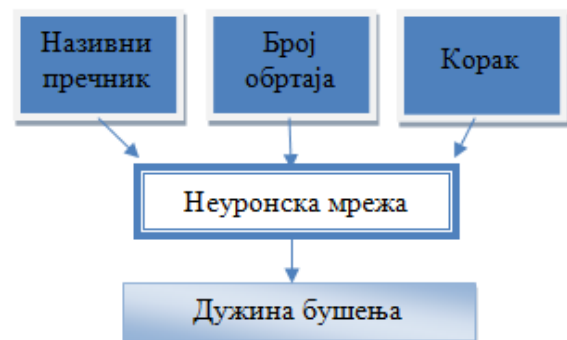 Називни
пречник
Број
обртаја
Корак
Неуронска мрежа
Дужина бушења